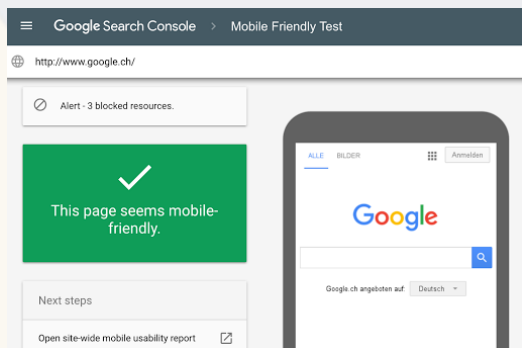 Google Search Console > Mobile Friendly Test
http://www.google.ch/
Alert - 3 blocked resources.
This page seems mobile-
friendly.
Next steps
Open site-wide mobile usability report
ALLE BILDER Anmelden
Google
Google.ch angeboten auf: Deutsch